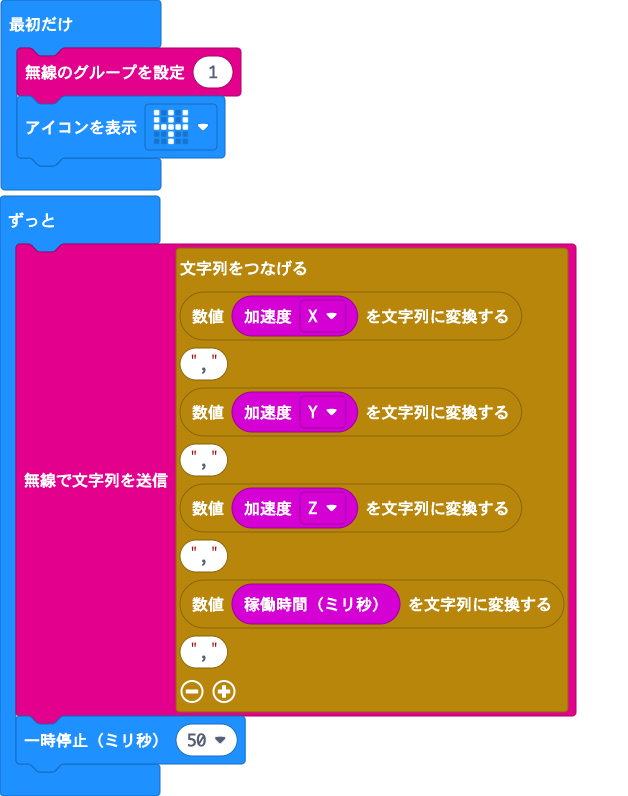 最初だけ
無線のグループを設定 1
アイコンを表示
ずっと
文字列をつなげる
数値 加速度 X を文字列に変換する
","
数値 加速度 Y を文字列に変換する
","
無線で文字列を送信
数値 加速度 Z を文字列に変換する
","
数値 稼働時間（ミリ秒） を文字列に変換する
","
一時停止（ミリ秒） 50